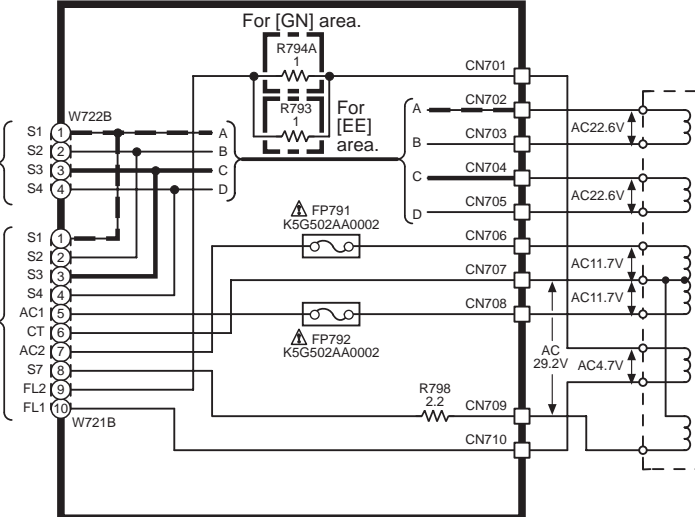 For [GN] area.
R794A
1
R793
1
For
[EE]
area.
CN701
CN702
CN703
CN704
CN705
CN706
CN707
CN708
CN709
CN710
W722B
S1 1 A
S2 2 B
S3 3 C
S4 4 D
A
B
C
D
S1 1
S2 2
S3 3
S4 4
AC1 5
CT 6
AC2 7
S7 8
FL2 9
FL1 10
W721B
FP791
K5G502AA0002
FP792
K5G502AA0002
R798
2.2
AC22.6V
AC22.6V
AC11.7V
AC11.7V
AC
29.2V
AC4.7V